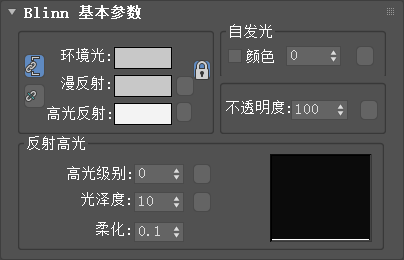 Blinn 基本参数
环境光:
漫反射:
高光反射:
自发光
颜色 0
不透明度: 100
反射高光
高光级别: 0
光泽度: 10
柔化: 0.1